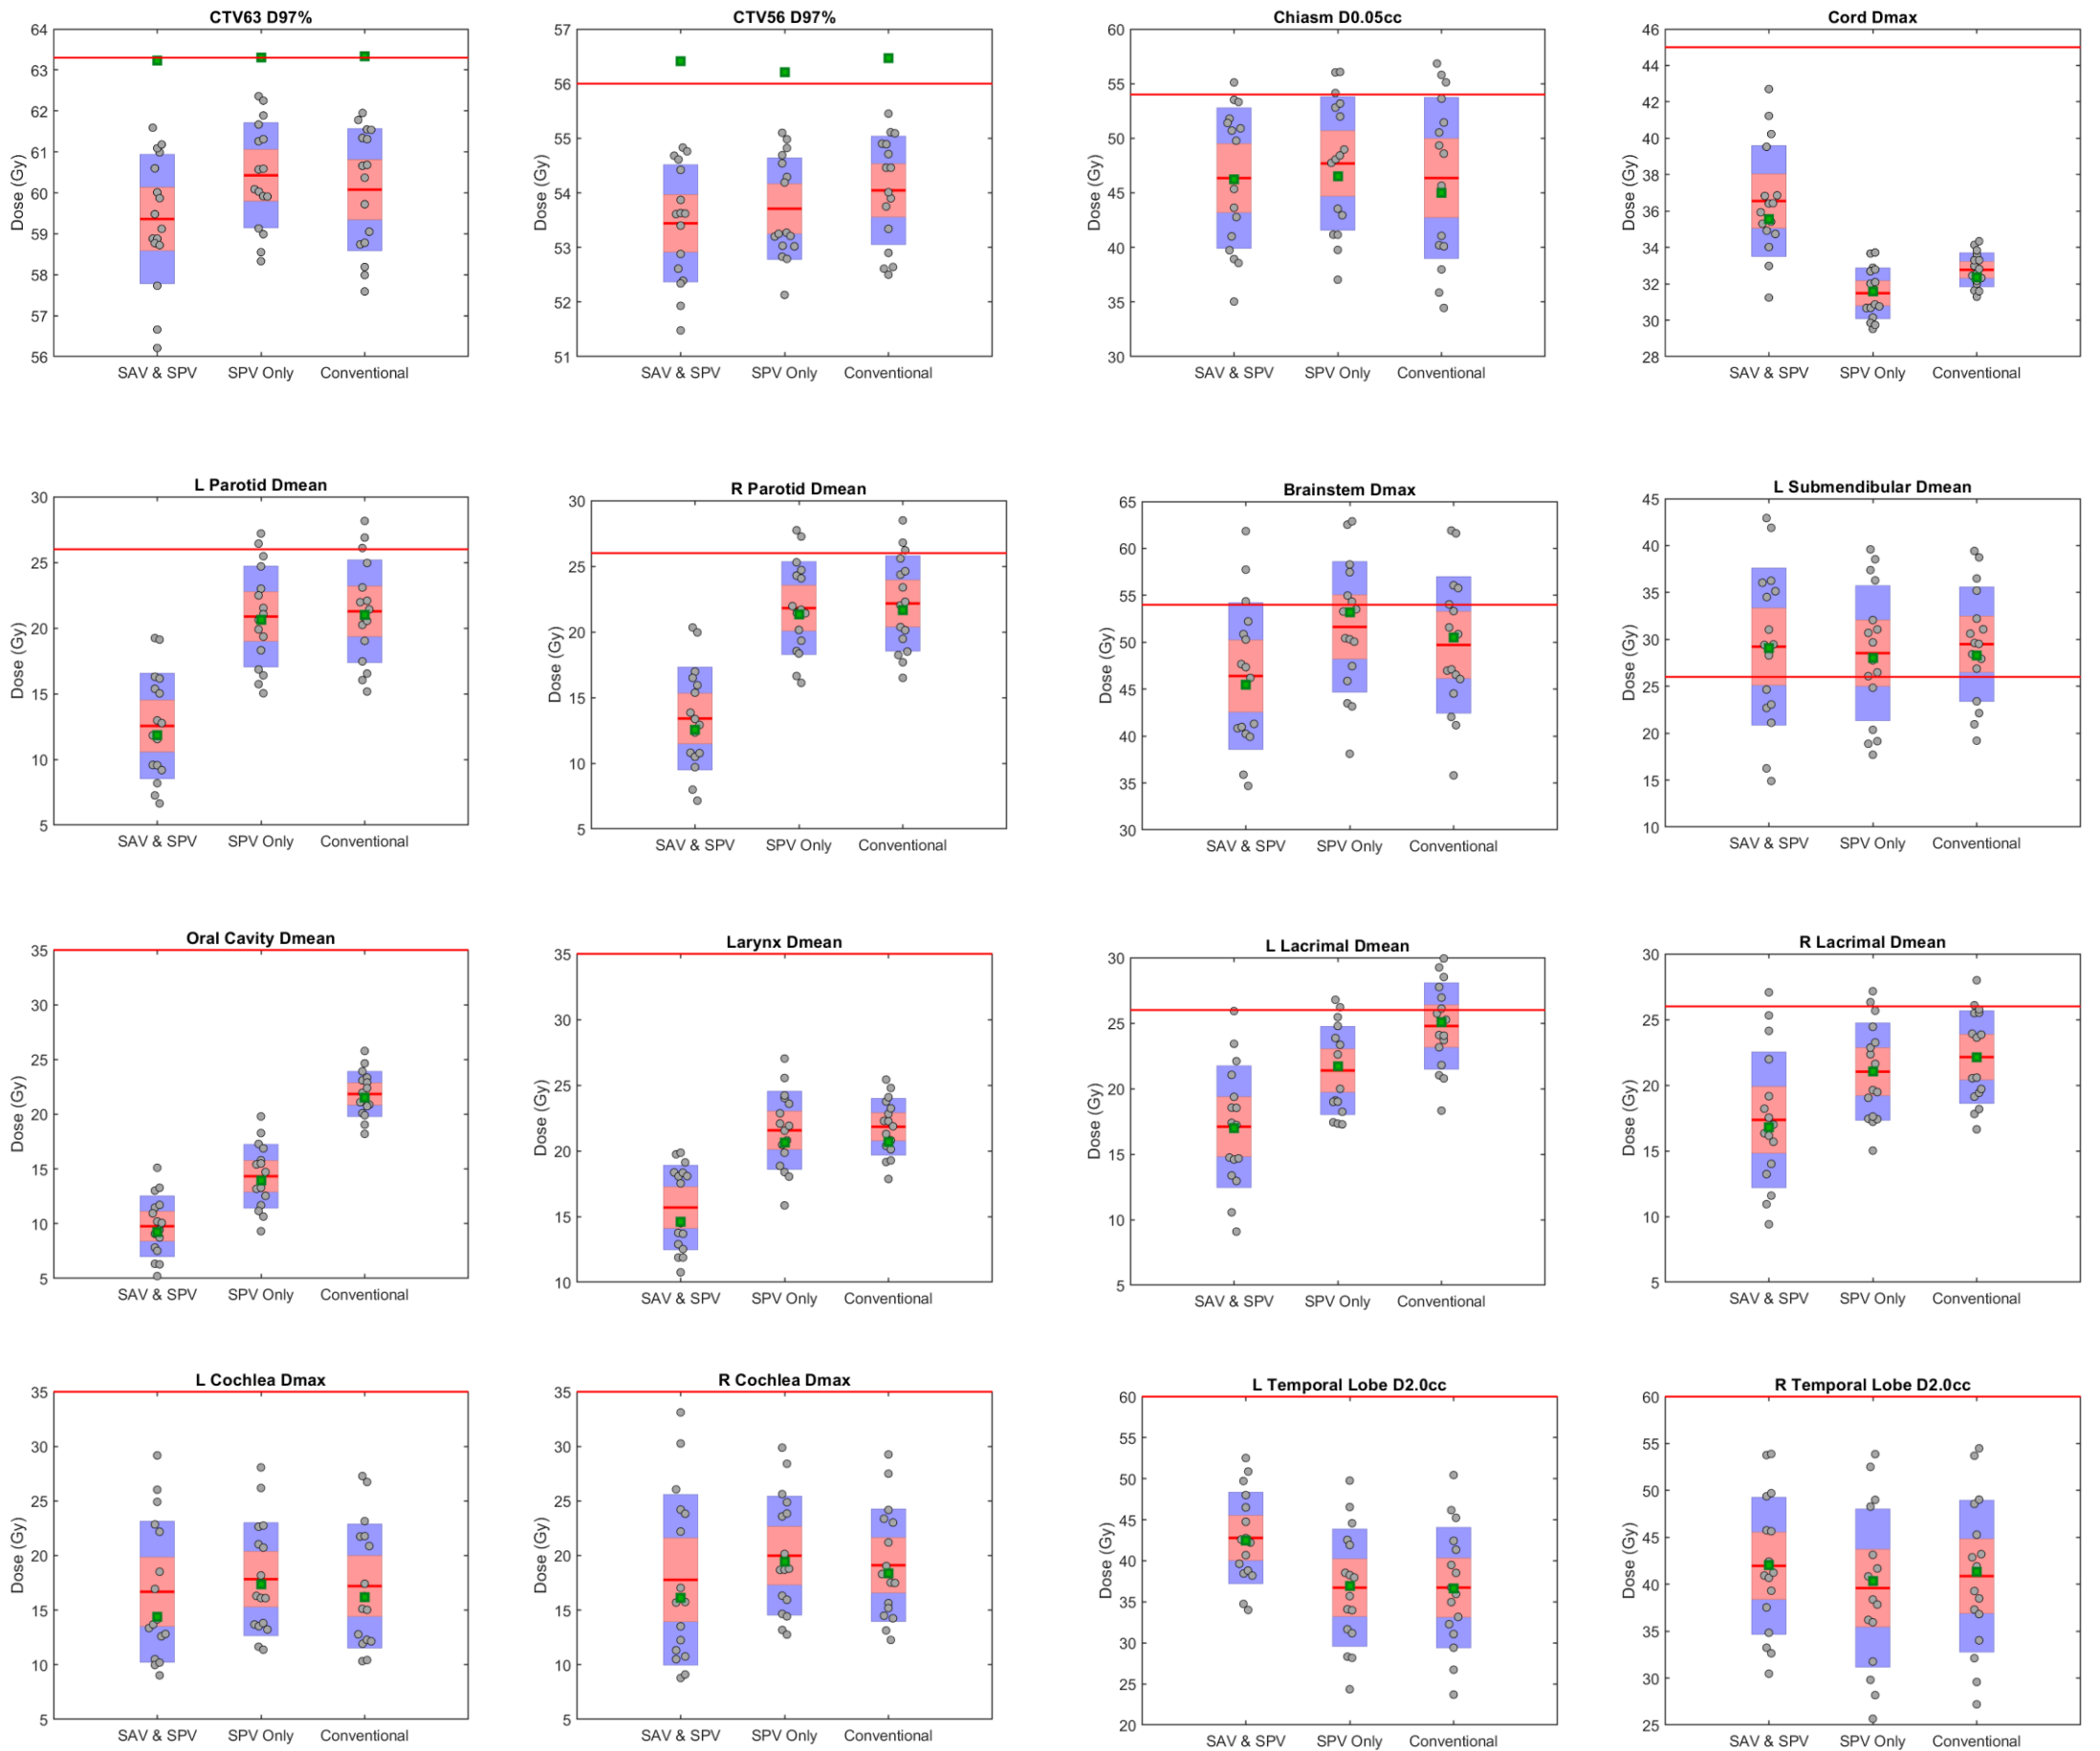 CTV63 D97%
64
63
62
61
60
59
58
57
56
Dose (Gy)
SAV & SPV
SPV Only
Conventional
CTV56 D97%
57
56
55
54
53
52
51
Dose (Gy)
SAV & SPV
SPV Only
Conventional
Chiasm D0.05cc
60
55
50
45
40
35
30
Dose (Gy)
SAV & SPV
SPV Only
Conventional
Cord Dmax
46
44
42
40
38
36
34
32
30
28
Dose (Gy)
SAV & SPV
SPV Only
Conventional
L Parotid Dmean
30
25
20
15
10
5
Dose (Gy)
SAV & SPV
SPV Only
Conventional
R Parotid Dmean
30
25
20
15
10
5
Dose (Gy)
SAV & SPV
SPV Only
Conventional
Brainstem Dmax
65
60
55
50
45
40
35
30
Dose (Gy)
SAV & SPV
SPV Only
Conventional
L Submendibular Dmean
45
40
35
30
25
20
15
10
Dose (Gy)
SAV & SPV
SPV Only
Conventional
Oral Cavity Dmean
35
30
25
20
15
10
5
Dose (Gy)
SAV & SPV
SPV Only
Conventional
Larynx Dmean
35
30
25
20
15
10
Dose (Gy)
SAV & SPV
SPV Only
Conventional
L Lacrimal Dmean
30
25
20
15
10
5
Dose (Gy)
SAV & SPV
SPV Only
Conventional
R Lacrimal Dmean
30
25
20
15
10
5
Dose (Gy)
SAV & SPV
SPV Only
Conventional
L Cochlea Dmax
35
30
25
20
15
10
5
Dose (Gy)
SAV & SPV
SPV Only
Conventional
R Cochlea Dmax
35
30
25
20
15
10
5
Dose (Gy)
SAV & SPV
SPV Only
Conventional
L Temporal Lobe D2.0cc
60
55
50
45
40
35
30
25
20
Dose (Gy)
SAV & SPV
SPV Only
Conventional
R Temporal Lobe D2.0cc
60
55
50
45
40
35
30
25
Dose (Gy)
SAV & SPV
SPV Only
Conventional